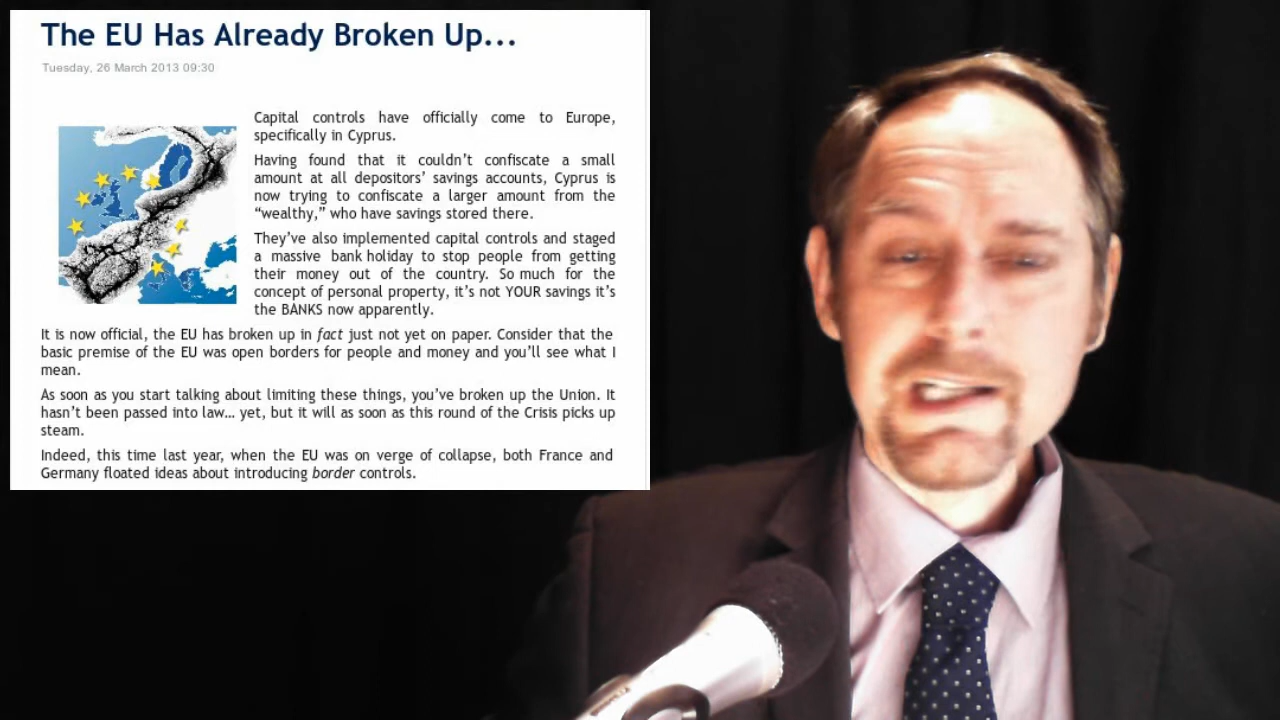 The EU Has Already Broken Up...
Tuesday, 26 March 2013 09:30
Capital controls have officially come to Europe,
specifically in Cyprus.
Having found that it couldn’t confiscate a small
amount at all depositors’ savings accounts, Cyprus is
now trying to confiscate a larger amount from the
“wealthy,” who have savings stored there.
They’ve also implemented capital controls and staged
a massive bank holiday to stop people from getting
their money out of the country. So much for the
concept of personal property, it’s not YOUR savings it’s
the BANKS now apparently.
It is now official, the EU has broken up in fact just not yet on paper. Consider that the
basic premise of the EU was open borders for people and money and you’ll see what I
mean.
As soon as you start talking about limiting these things, you’ve broken up the Union. It
hasn’t been passed into law… yet, but it will as soon as this round of the Crisis picks up
steam.
Indeed, this time last year, when the EU was on verge of collapse, both France and
Germany floated ideas about introducing border controls.